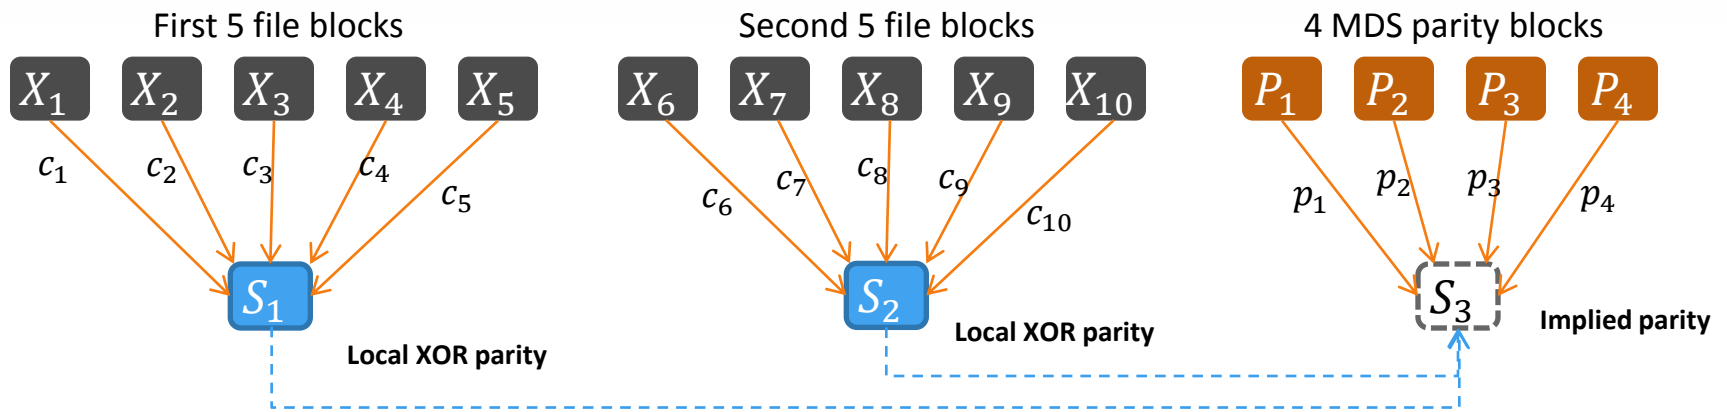 First 5 file blocks Second 5 file blocks 4 MDS parity blocks
X₁ X₂ X₃ X₄ X₅ X₆ X₇ X₈ X₉ X₁₀ P₁ P₂ P₃ P₄
c₁ c₂ c₃ c₄ c₅ c₆ c₇ c₈ c₉ c₁₀ p₁ p₂ p₃ p₄
S₁ S₂ S₃
Local XOR parity Local XOR parity Implied parity